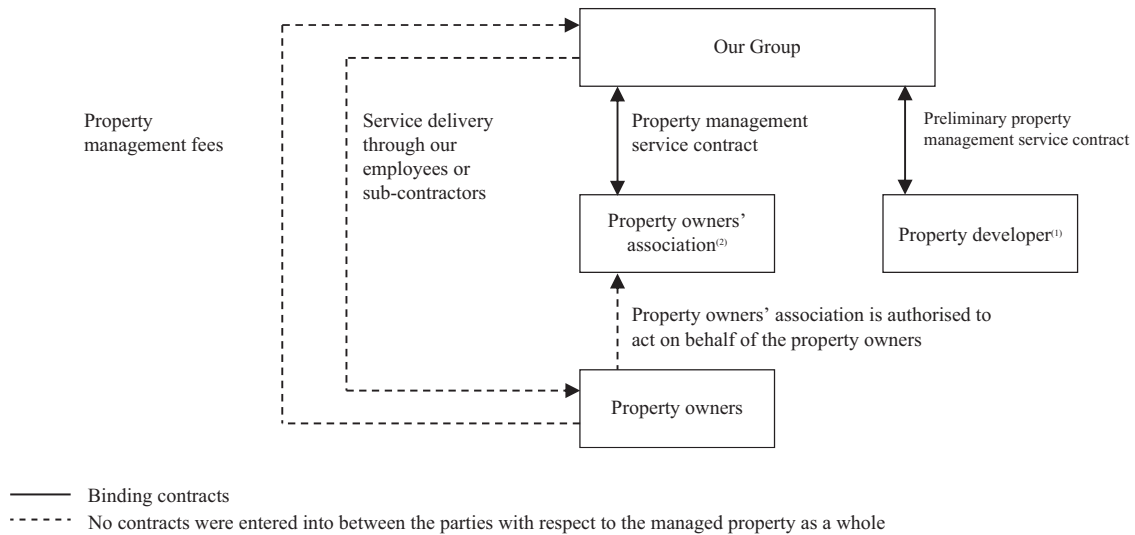 Our Group
Property
management fees
Service delivery
through our
employees or
sub-contractors
Property management
service contract
Preliminary property
management service contract
Property owners’
association(2)
Property developer(1)
Property owners’ association is authorised to
act on behalf of the property owners
Property owners
Binding contracts
No contracts were entered into between the parties with respect to the managed property as a whole